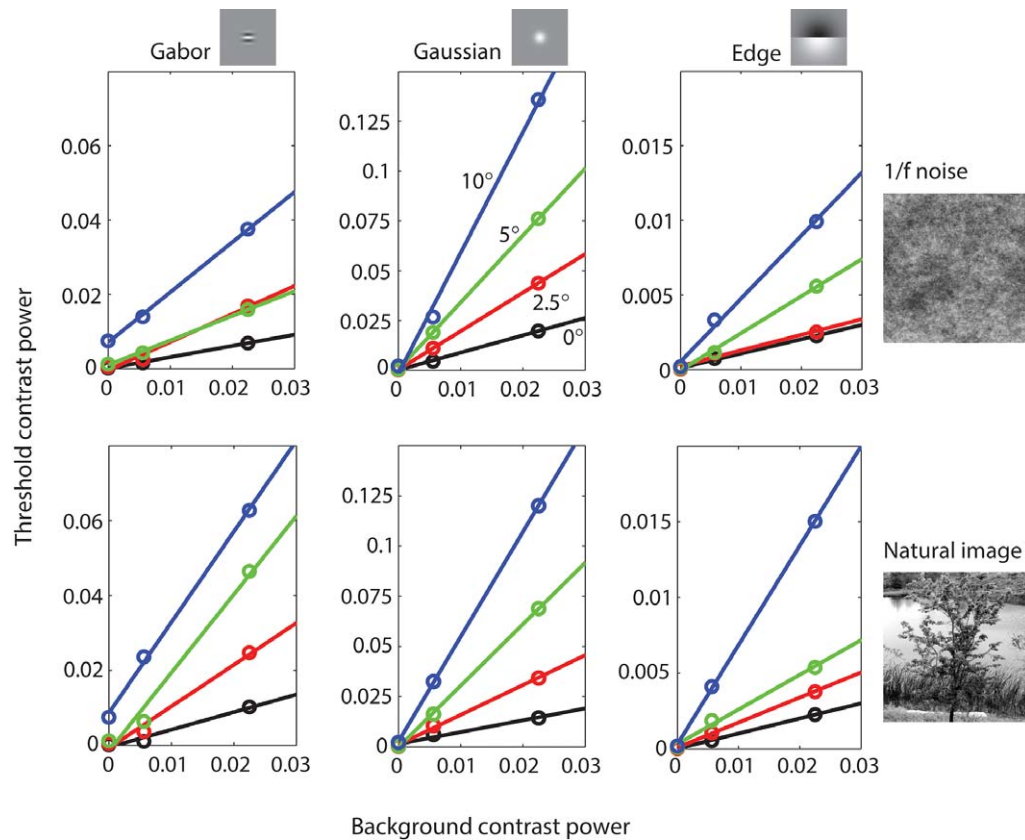 Gabor
Gaussian
Edge
0.06
0.04
0.02
0
0 0.01 0.02 0.03
0.125
0.1
0.075
0.05
0.025
0
0 0.01 0.02 0.03
10°
5°
2.5°
0°
0.015
0.01
0.005
0
0 0.01 0.02 0.03
1/f noise
Threshold contrast power
0.06
0.04
0.02
0
0 0.01 0.02 0.03
0.125
0.1
0.075
0.05
0.025
0
0 0.01 0.02 0.03
0.015
0.01
0.005
0
0 0.01 0.02 0.03
Natural image
Background contrast power